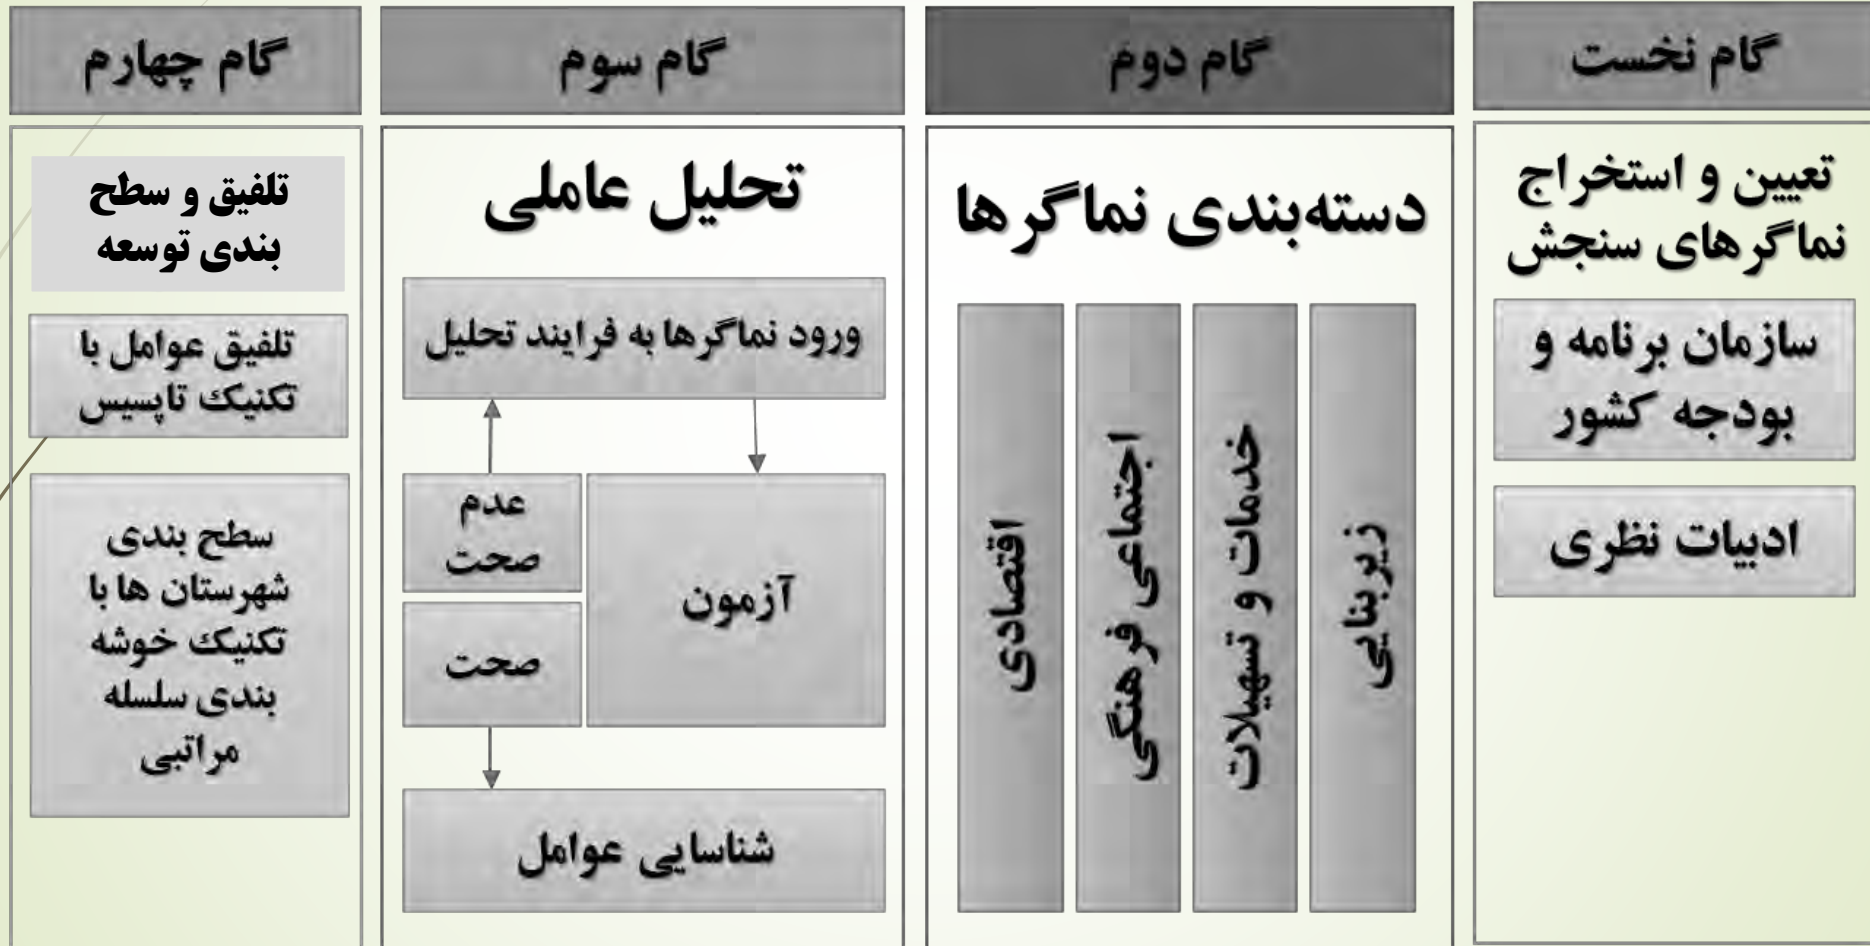 گام نخست
تعیین و استخراج
نماگرهای سنجش
سازمان برنامه و
بودجه کشور
ادبیات نظری
گام دوم
دسته‌بندی نماگرها
زیربنایی
خدمات و تسهیلات
اجتماعی فرهنگی
اقتصادی
گام سوم
تحلیل عاملی
ورود نماگرها به فرایند تحلیل
آزمون
عدم
صحت
صحت
شناسایی عوامل
گام چهارم
تلفیق و سطح
بندی توسعه
تلفیق عوامل با
تکنیک تاپسیس
سطح بندی
شهرستان ها با
تکنیک خوشه
بندی سلسله
مراتبی